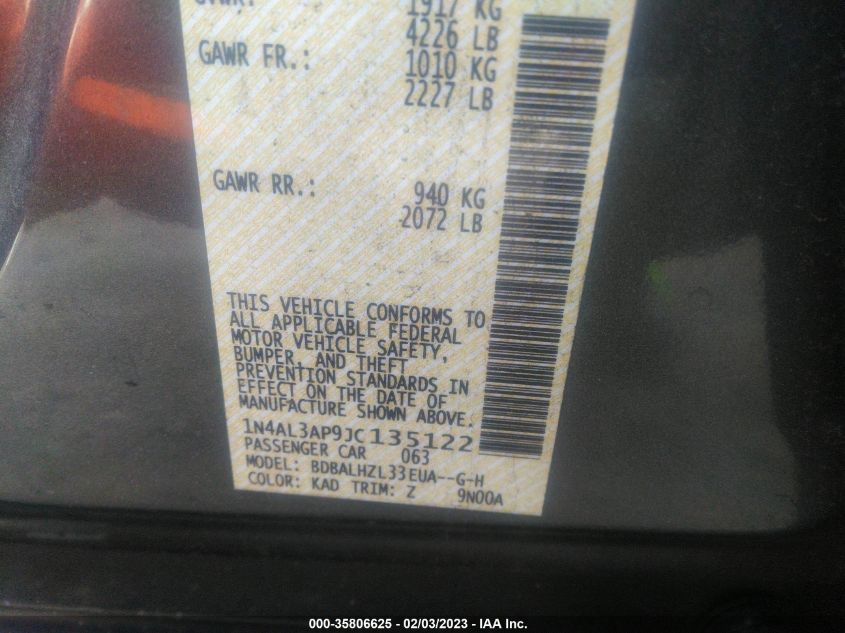 GVWR: 1917 KG
4226 LB
GAWR FR.: 1010 KG
2227 LB
GAWR RR.: 940 KG
2072 LB
THIS VEHICLE CONFORMS TO
ALL APPLICABLE FEDERAL
MOTOR VEHICLE SAFETY,
BUMPER, AND THEFT
PREVENTION STANDARDS IN
EFFECT ON THE DATE OF
MANUFACTURE SHOWN ABOVE.
1N4AL3AP9JC135122
PASSENGER CAR 063
MODEL: BDBALHZL33EUA--G-H
COLOR: KAD TRIM: Z 9N00A
000-35806625 - 02/03/2023 - IAA Inc.